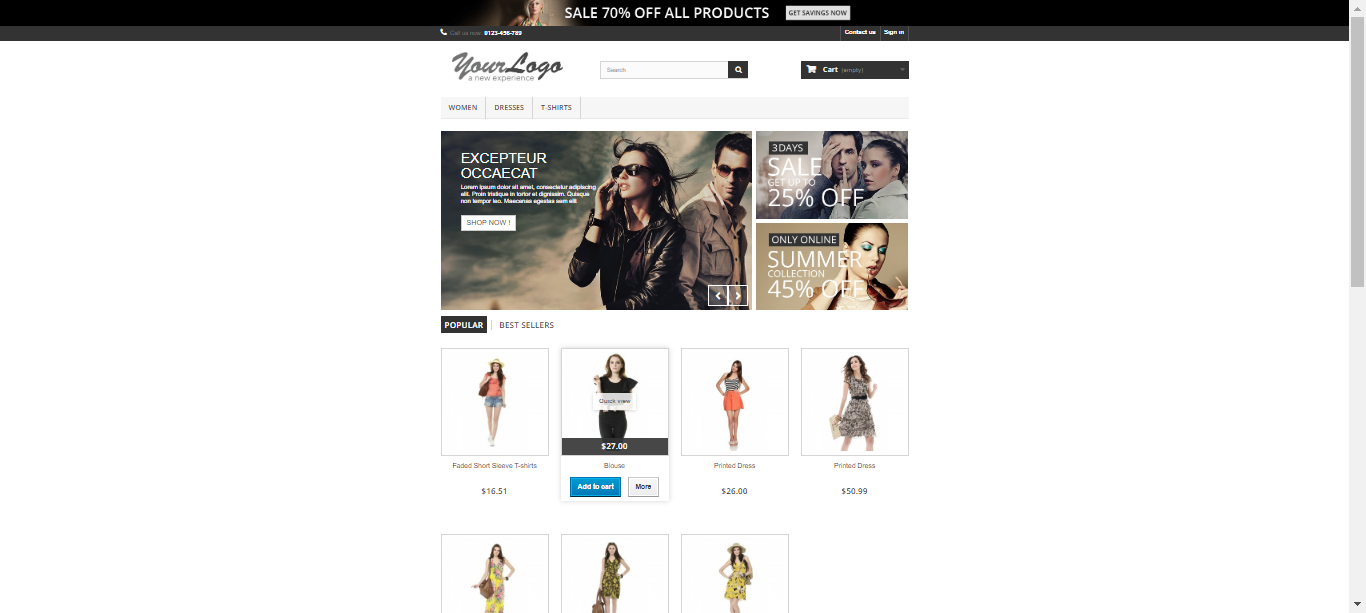 SALE 70% OFF ALL PRODUCTS
GET SAVINGS NOW
Call us now: 0123-456-789
Contact us
Sign in
YourLogo
a new experience
Search
Cart (empty)
WOMEN
DRESSES
T-SHIRTS
EXCEPTEUR
OCCAECAT
Lorem ipsum dolor sit amet, consectetur adipiscing
elit. Proin tristique in tortor et dignissim. Quisque
non tempor leo. Maecenas egestas sem elit
SHOP NOW !
3DAYS
SALE
GET UP TO
25% OFF
ONLY ONLINE
SUMMER
COLLECTION
45% OFF
POPULAR
BEST SELLERS
Quick view
$27.00
Faded Short Sleeve T-shirts
Blouse
Printed Dress
Printed Dress
$16.51
Add to cart
More
$26.00
$50.99